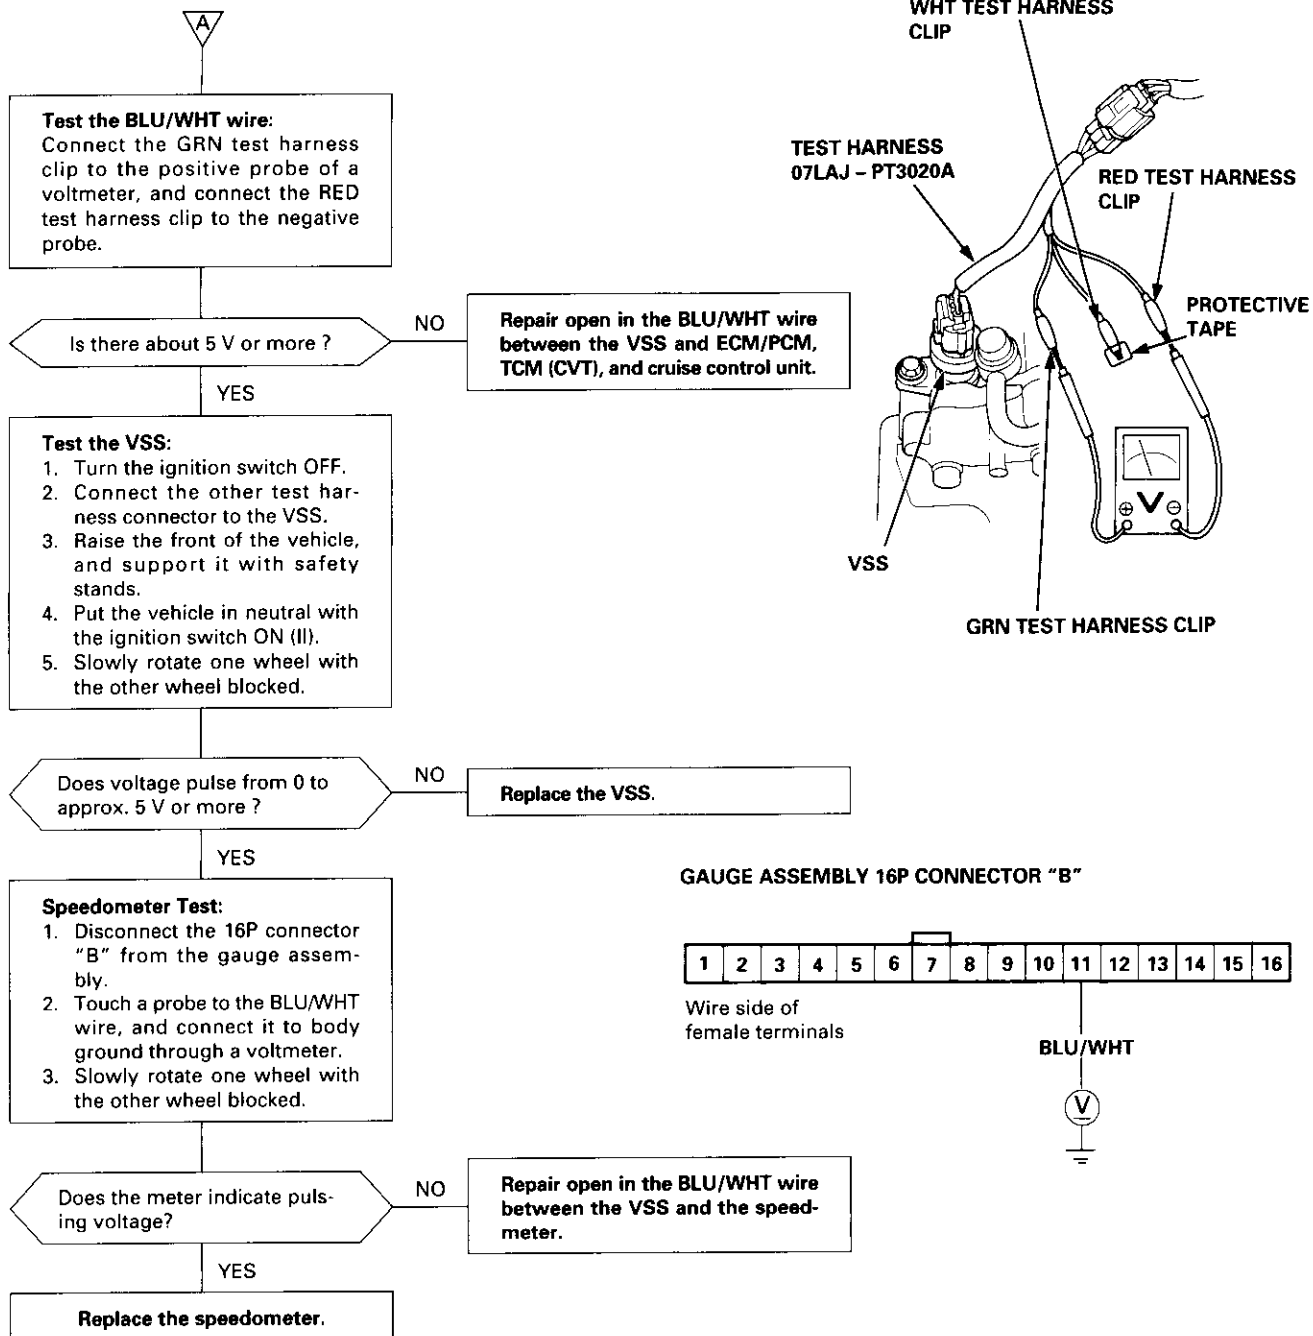 A
Test the BLU/WHT wire:
Connect the GRN test harness
clip to the positive probe of a
voltmeter, and connect the RED
test harness clip to the negative
probe.
Is there about 5 V or more ?
NO
Repair open in the BLU/WHT wire
between the VSS and ECM/PCM,
TCM (CVT), and cruise control unit.
YES
Test the VSS:
1. Turn the ignition switch OFF.
2. Connect the other test har-
ness connector to the VSS.
3. Raise the front of the vehicle,
and support it with safety
stands.
4. Put the vehicle in neutral with
the ignition switch ON (II).
5. Slowly rotate one wheel with
the other wheel blocked.
Does voltage pulse from 0 to
approx. 5 V or more ?
NO
Replace the VSS.
YES
Speedometer Test:
1. Disconnect the 16P connector
"B" from the gauge assem-
bly.
2. Touch a probe to the BLU/WHT
wire, and connect it to body
ground through a voltmeter.
3. Slowly rotate one wheel with
the other wheel blocked.
Does the meter indicate puls-
ing voltage?
NO
Repair open in the BLU/WHT wire
between the VSS and the speed-
meter.
YES
Replace the speedometer.
WHT TEST HARNESS
CLIP
TEST HARNESS
07LAJ – PT3020A
RED TEST HARNESS
CLIP
PROTECTIVE
TAPE
V
+ −
VSS
GRN TEST HARNESS CLIP
GAUGE ASSEMBLY 16P CONNECTOR "B"
1 2 3 4 5 6 7 8 9 10 11 12 13 14 15 16
Wire side of
female terminals
BLU/WHT
V